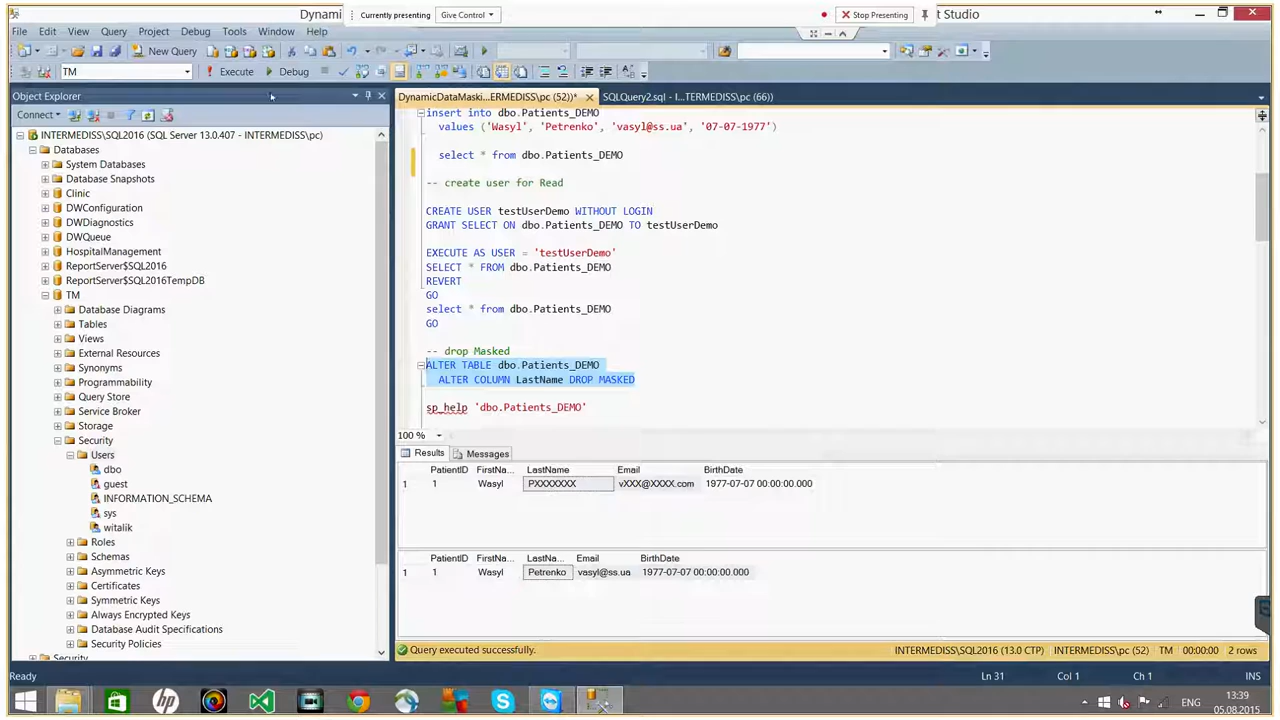 Dynami
Currently presenting
Give Control
Stop Presenting
t Studio
File Edit View Query Project Debug Tools Window Help
New Query
TM
Execute
Debug
Object Explorer
DynamicDataMaski...ERMEDISS\pc (52))*
SQLQuery2.sql - I...TERMEDISS\pc (66))
Connect
INTERMEDISS\SQL2016 (SQL Server 13.0.407 - INTERMEDISS\pc)
Databases
System Databases
Database Snapshots
Clinic
DWConfiguration
DWDiagnostics
DWQueue
HospitalManagement
ReportServer$SQL2016
ReportServer$SQL2016TempDB
TM
Database Diagrams
Tables
Views
External Resources
Synonyms
Programmability
Query Store
Service Broker
Storage
Security
Users
dbo
guest
INFORMATION_SCHEMA
sys
witalik
Roles
Schemas
Asymmetric Keys
Certificates
Symmetric Keys
Always Encrypted Keys
Database Audit Specifications
Security Policies
Security
insert into dbo.Patients_DEMO
values ('Wasyl', 'Petrenko', 'vasyl@ss.ua', '07-07-1977')
select * from dbo.Patients_DEMO
-- create user for Read
CREATE USER testUserDemo WITHOUT LOGIN
GRANT SELECT ON dbo.Patients_DEMO TO testUserDemo
EXECUTE AS USER = 'testUserDemo'
SELECT * FROM dbo.Patients_DEMO
REVERT
GO
select * from dbo.Patients_DEMO
GO
-- drop Masked
ALTER TABLE dbo.Patients_DEMO
ALTER COLUMN LastName DROP MASKED
sp_help 'dbo.Patients_DEMO'
100 %
Results
Messages
PatientID FirstNa... LastName Email BirthDate
1 1 Wasyl PXXXXXXX vXXX@XXXX.com 1977-07-07 00:00:00.000
PatientID FirstNa... LastNa... Email BirthDate
1 1 Wasyl Petrenko vasyl@ss.ua 1977-07-07 00:00:00.000
Query executed successfully.
INTERMEDISS\SQL2016 (13.0 CTP)
INTERMEDISS\pc (52)
TM
00:00:00
2 rows
Ready
Ln 31
Col 1
Ch 1
INS
ENG
13:39
05.08.2015